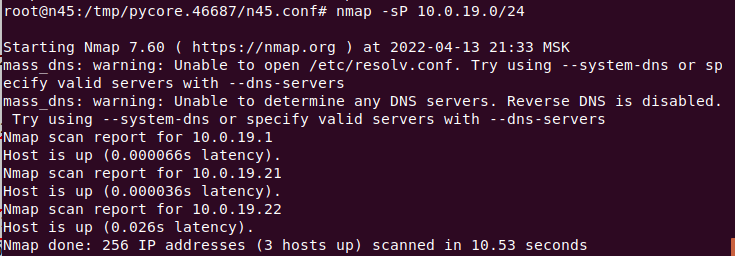 root@n45:/tmp/pycore.46687/n45.conf# nmap -sP 10.0.19.0/24
Starting Nmap 7.60 ( https://nmap.org ) at 2022-04-13 21:33 MSK
mass_dns: warning: Unable to open /etc/resolv.conf. Try using --system-dns or sp
ecify valid servers with --dns-servers
mass_dns: warning: Unable to determine any DNS servers. Reverse DNS is disabled.
 Try using --system-dns or specify valid servers with --dns-servers
Nmap scan report for 10.0.19.1
Host is up (0.000066s latency).
Nmap scan report for 10.0.19.21
Host is up (0.000036s latency).
Nmap scan report for 10.0.19.22
Host is up (0.026s latency).
Nmap done: 256 IP addresses (3 hosts up) scanned in 10.53 seconds